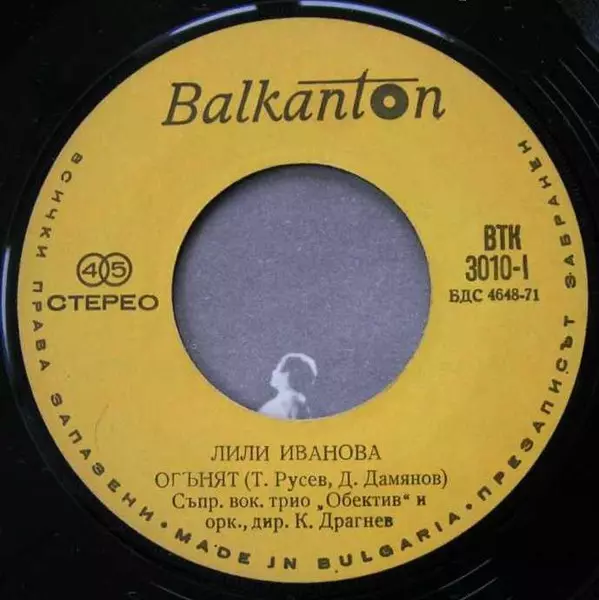 Balkanton
ВСИЧКИ ПРАВА ЗАПАЗЕНИ • MADE IN BULGARIA • ПРЕЗАПИСЪТ ЗАБРАНЕН
45
СТЕРЕО
ВТК
3010-I
БДС 4648-71
ЛИЛИ ИВАНОВА
ОГЪНЯТ (Т. Русев, Д. Дамянов)
Съпр. вок. трио „Обектив“ и
орк., дир. К. Драгнев